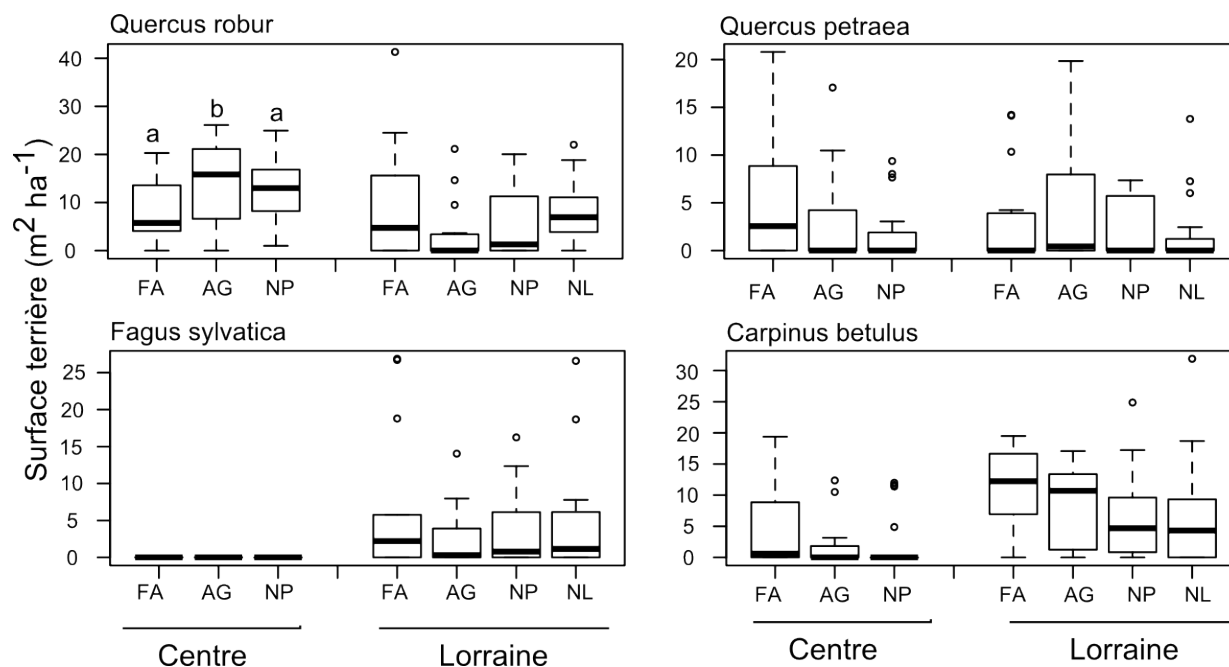 Quercus robur
Quercus petraea
Surface terrière (m² ha⁻¹)
40
30
20
10
0
a
b
a
FA AG NP FA AG NP NL
20
15
10
5
0
FA AG NP FA AG NP NL
Fagus sylvatica
Carpinus betulus
25
20
15
10
5
0
FA AG NP FA AG NP NL
30
25
20
15
10
5
0
FA AG NP FA AG NP NL
Centre Lorraine
Centre Lorraine